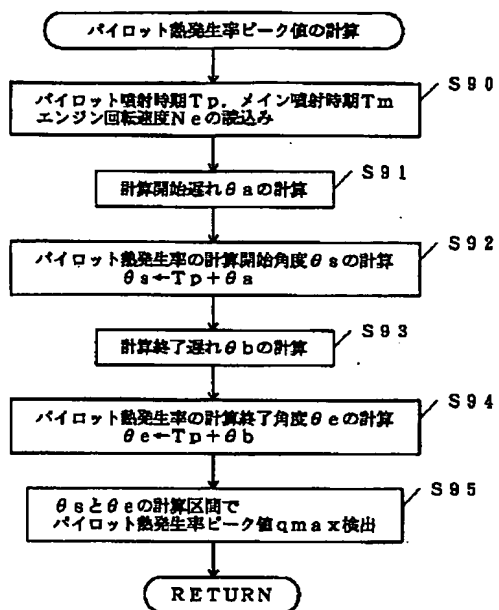 パイロット熱発生率ピーク値の計算
S90
パイロット噴射時期Tp,メイン噴射時期Tm
エンジン回転速度Neの読込み
S91
計算開始遅れθaの計算
S92
パイロット熱発生率の計算開始角度θsの計算
θs←Tp+θa
S93
計算終了遅れθbの計算
S94
パイロット熱発生率の計算終了角度θeの計算
θe←Tp+θb
S95
θsとθeの計算区間で
パイロット熱発生率ピーク値qmax検出
RETURN